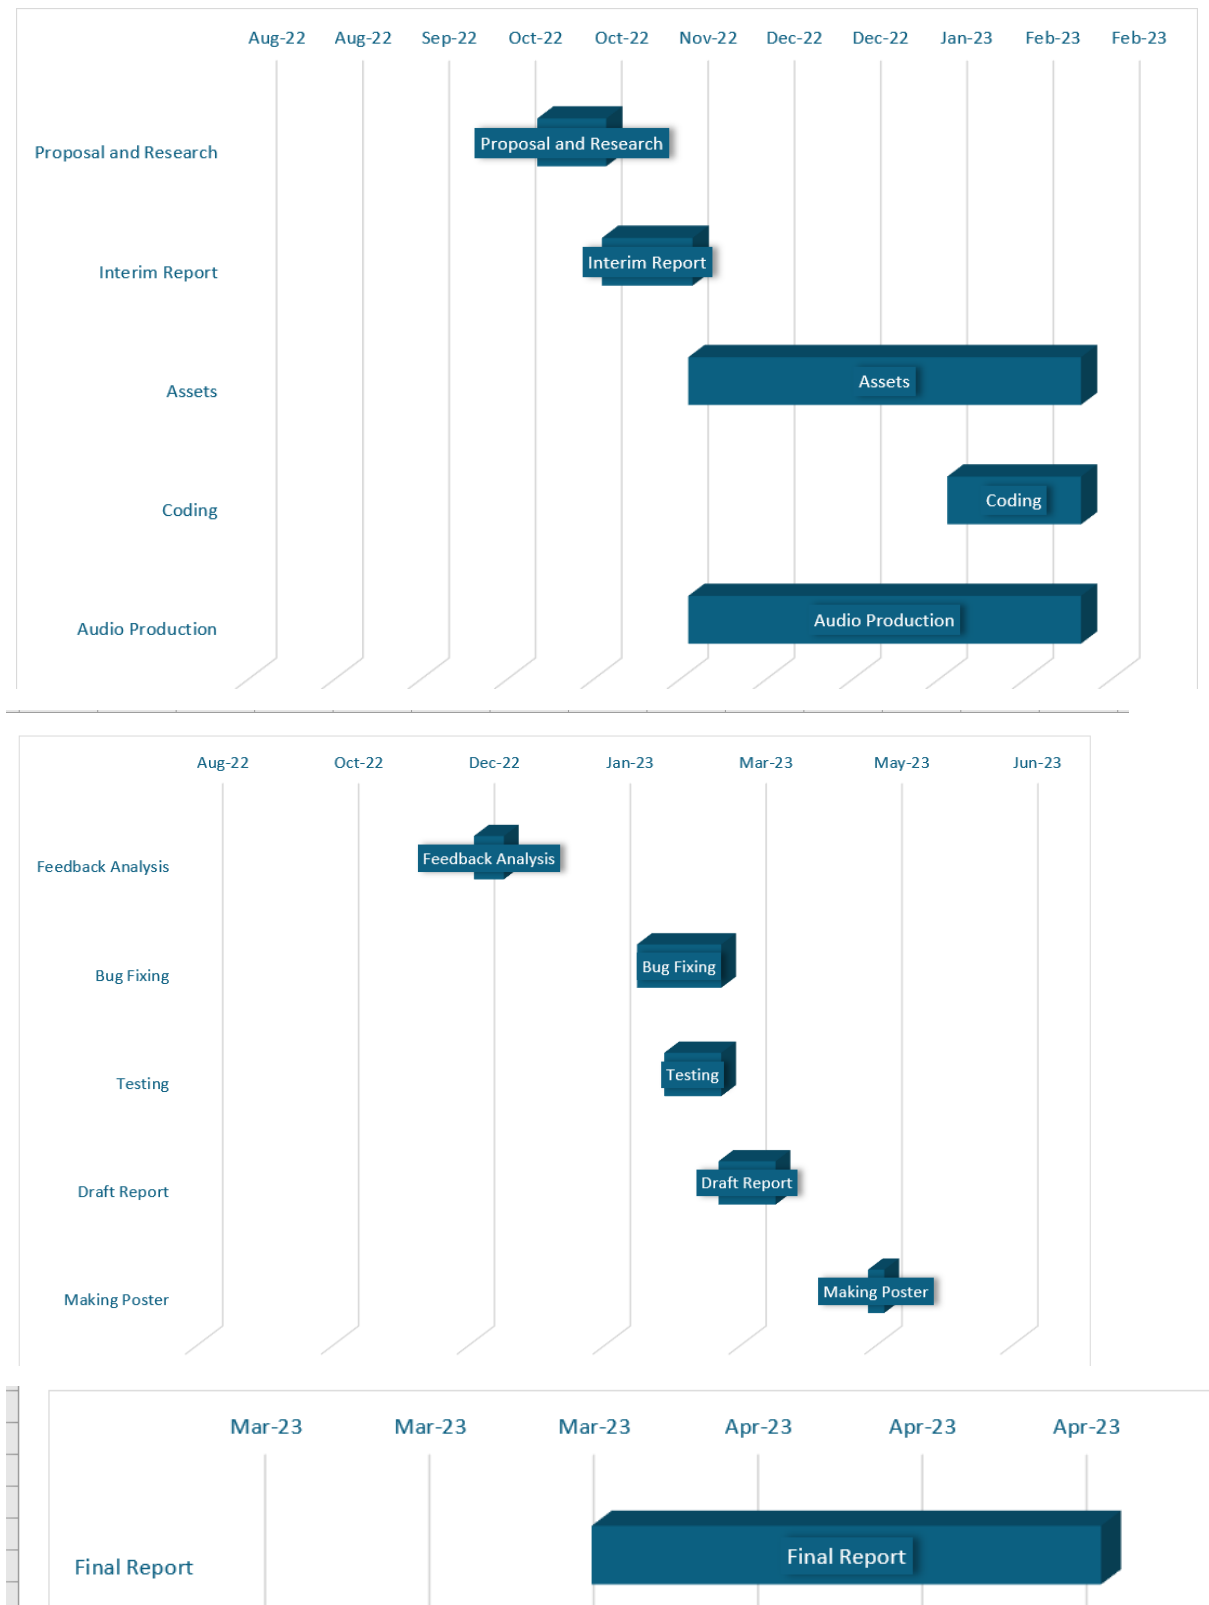 Aug-22 Aug-22 Sep-22 Oct-22 Oct-22 Nov-22 Dec-22 Dec-22 Jan-23 Feb-23 Feb-23
Proposal and Research Proposal and Research
Interim Report Interim Report
Assets Assets
Coding Coding
Audio Production Audio Production
Aug-22 Oct-22 Dec-22 Jan-23 Mar-23 May-23 Jun-23
Feedback Analysis Feedback Analysis
Bug Fixing Bug Fixing
Testing Testing
Draft Report Draft Report
Making Poster Making Poster
Mar-23 Mar-23 Mar-23 Apr-23 Apr-23 Apr-23
Final Report Final Report